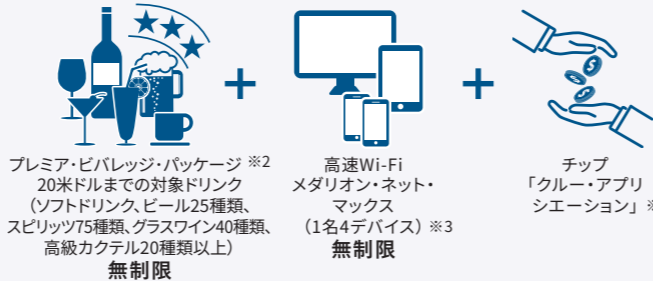 プレミア・ビバレッジ・パッケージ ※2
20米ドルまでの対象ドリンク
(ソフトドリンク、ビール25種類、
スピリッツ75種類、グラスワイン40種類、
高級カクテル20種類以上)
無制限
高速Wi-Fi
メダリオン・ネット・
マックス
(1名4デバイス) ※3
無制限
チップ
「クルー・アプリ
シエーション」 ※